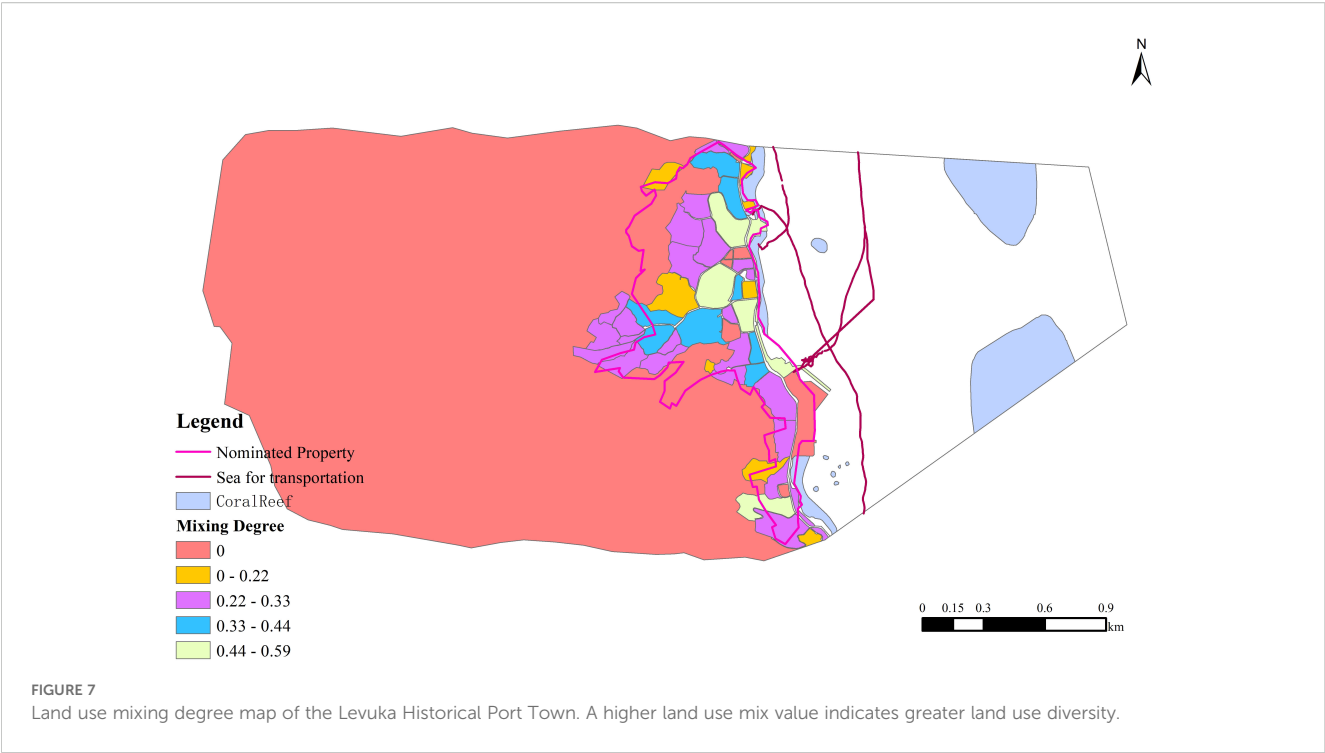 N
Legend
Nominated Property
Sea for transportation
CoralReef
Mixing Degree
0
0 - 0.22
0.22 - 0.33
0.33 - 0.44
0.44 - 0.59
0 0.15 0.3 0.6 0.9
km
FIGURE 7
Land use mixing degree map of the Levuka Historical Port Town. A higher land use mix value indicates greater land use diversity.